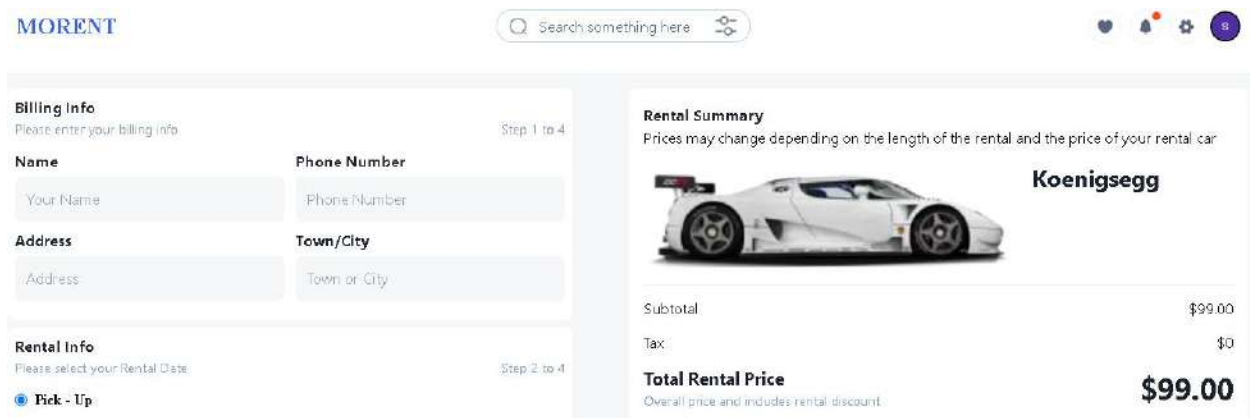 MORENT
Search something here
S
Billing Info
Please enter your billing info
Step 1 to 4
Name
Phone Number
Your Name
Phone Number
Address
Town/City
Address
Town or City
Rental Info
Please select your Rental Date
Step 2 to 4
Pick - Up
Rental Summary
Prices may change depending on the length of the rental and the price of your rental car
Koenigsegg
Subtotal
$99.00
Tax
$0
Total Rental Price
Overall price and includes rental discount
$99.00